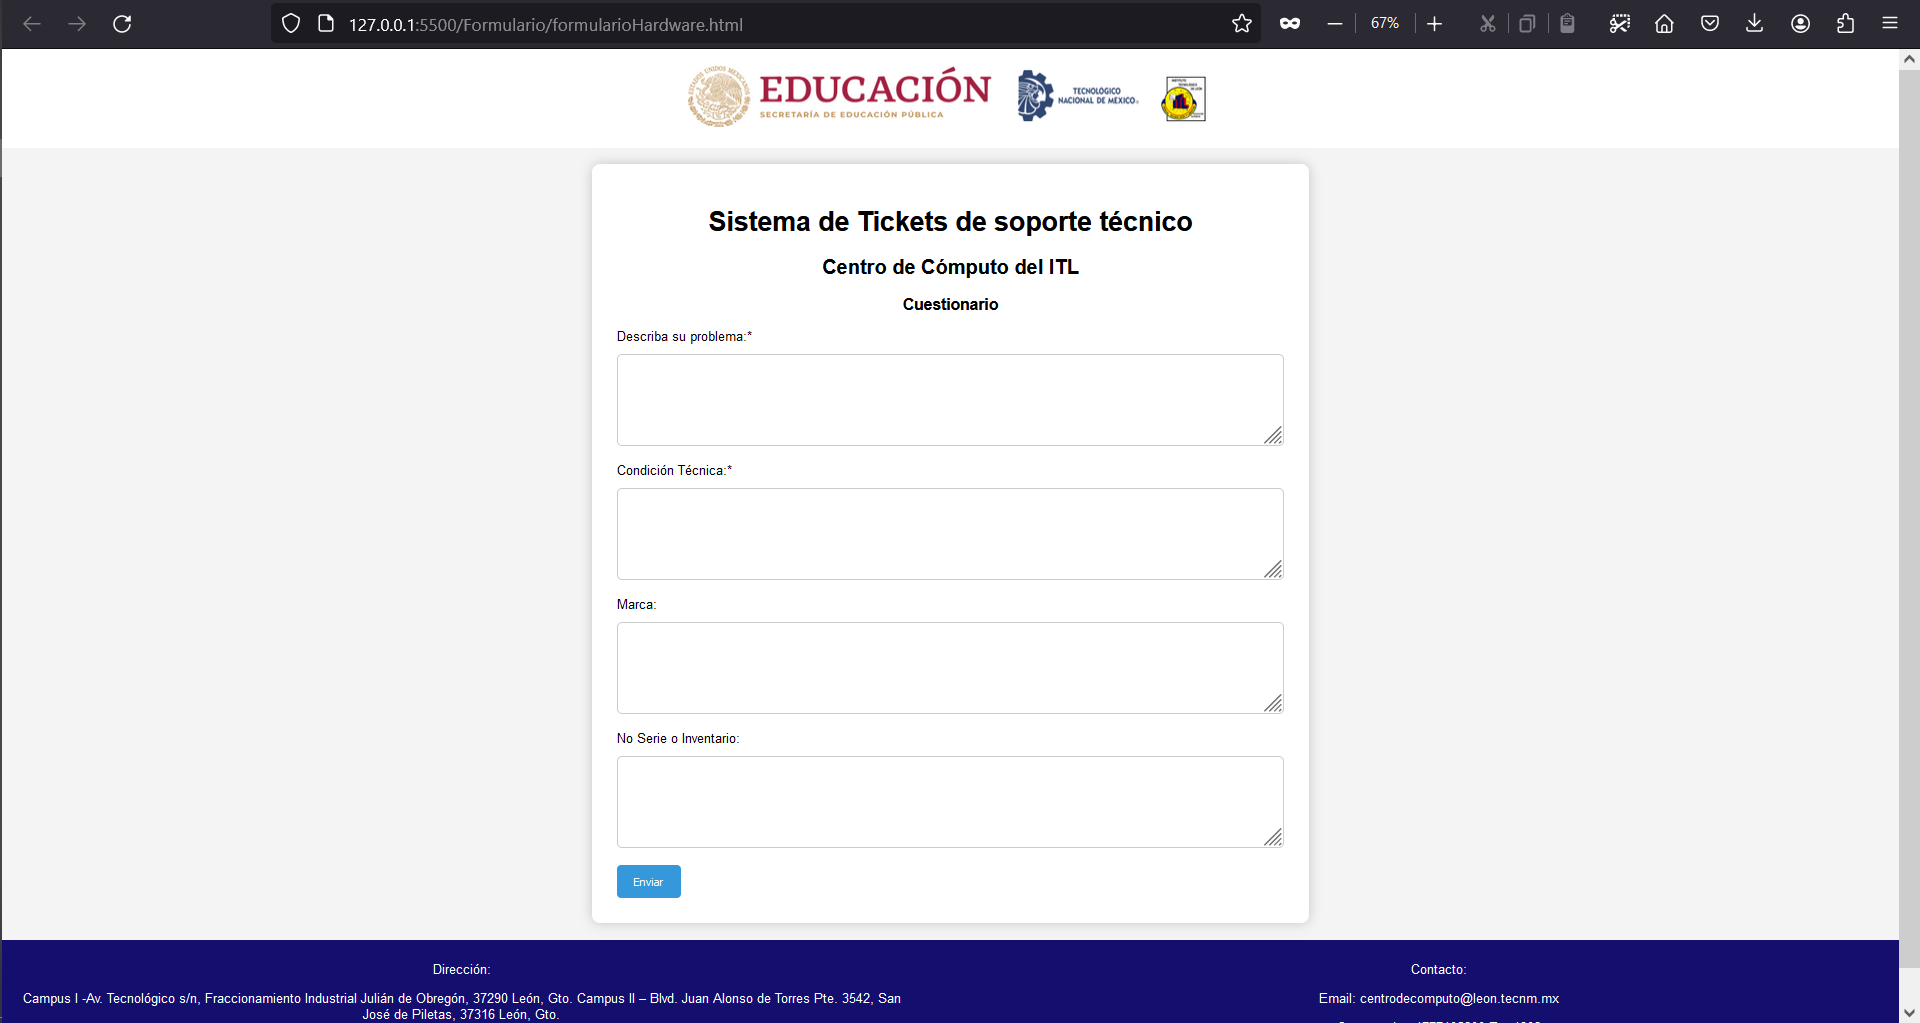 127.0.0.1:5500/Formulario/formularioHardware.html
67%
EDUCACIÓN
SECRETARÍA DE EDUCACIÓN PÚBLICA
TECNOLÓGICO
NACIONAL DE MÉXICO
Sistema de Tickets de soporte técnico
Centro de Cómputo del ITL
Cuestionario
Describa su problema:*
Condición Técnica:*
Marca:
No Serie o Inventario:
Enviar
Dirección:
Campus I -Av. Tecnológico s/n, Fraccionamiento Industrial Julián de Obregón, 37290 León, Gto. Campus II – Blvd. Juan Alonso de Torres Pte. 3542, San
José de Piletas, 37316 León, Gto.
Contacto:
Email: centrodecomputo@leon.tecnm.mx